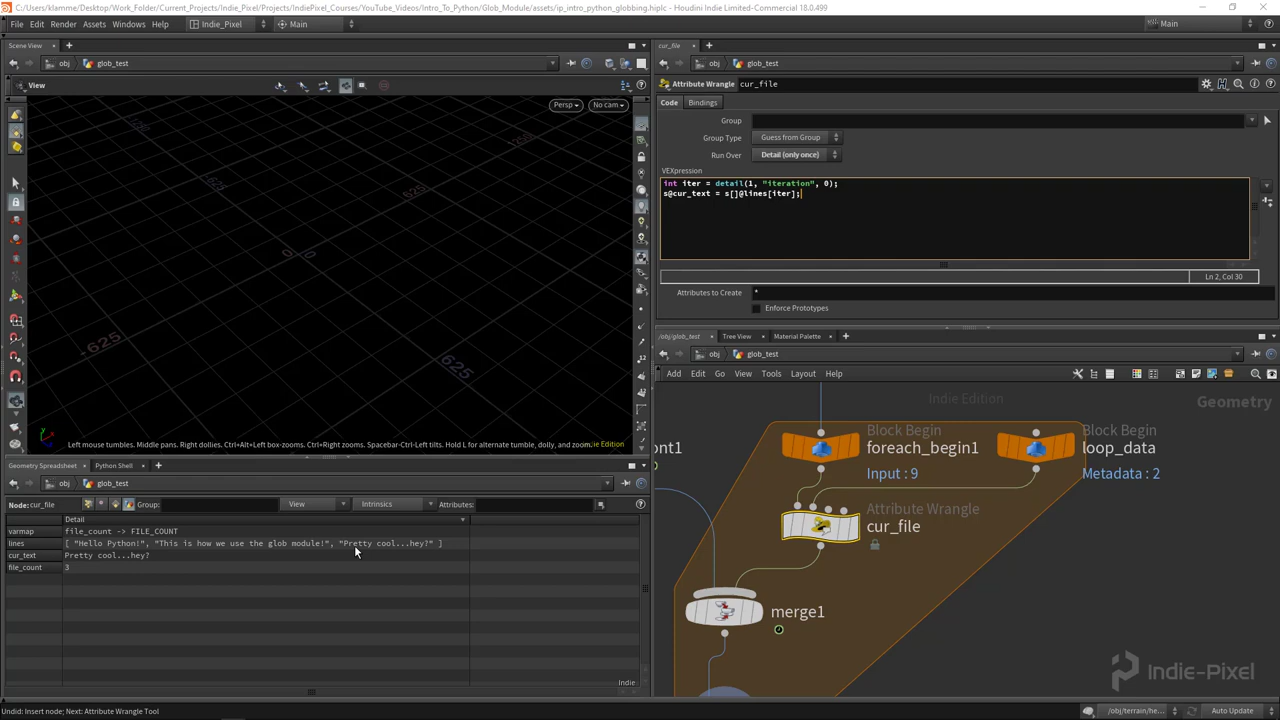 C:/Users/klamme/Desktop/Work_Folder/Current_Projects/IndiePixel/Projects/IndiePixel_Courses/YouTube_Videos/Intro_To_Python/Glob_Module/assets/ip_intro_python_globbing.hiplc - Houdini Indie Limited-Commercial 18.0.499
File Edit Render Assets Windows Help Indie_Pixel Main Main
Scene View
obj glob_test
View
Persp No cam
Left mouse tumbles. Middle pans. Right dollies. Ctrl+Alt+Left box-zooms. Ctrl+Right zooms. Spacebar-Ctrl-Left tilts. Hold L for alternate tumble, dolly, and zoom.
Geometry Spreadsheet Python Shell
obj glob_test
Node: cur_file Group: View Intrinsics Attributes:
Detail
varmap file_count -> FILE_COUNT
lines [ "Hello Python!", "This is how we use the glob module!", "Pretty cool...hey?" ]
cur_text Pretty cool...hey?
file_count 3
Indie
Undid: Insert node; Next: Attribute Wrangle Tool
cur_file
obj glob_test
Attribute Wrangle cur_file
Code Bindings
Group
Group Type Guess from Group
Run Over Detail (only once)
VEXpression
int iter = detail(1, "iteration", 0);
s@cur_text = s[]@lines[iter];
Ln 2, Col 30
Attributes to Create *
Enforce Prototypes
/obj/glob_test Tree View Material Palette
obj glob_test
Add Edit Go View Tools Layout Help
Indie Edition
Geometry
Block Begin
foreach_begin1
Input : 9
Block Begin
loop_data
Metadata : 2
Attribute Wrangle
cur_file
merge1
Indie-Pixel
/obj/terrain/he... Auto Update